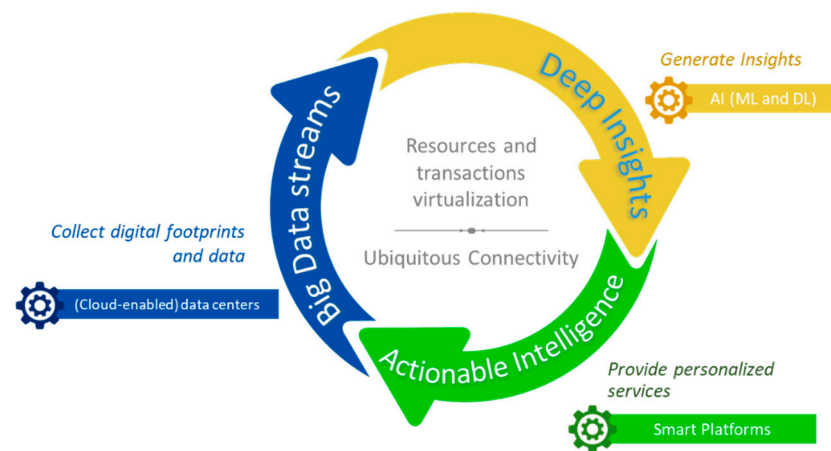 Generate Insights
AI (ML and DL)
Deep Insights
Resources and
transactions
virtualization
Ubiquitous Connectivity
Big Data streams
Collect digital footprints
and data
(Cloud-enabled) data centers
Actionable Intelligence
Provide personalized
services
Smart Platforms